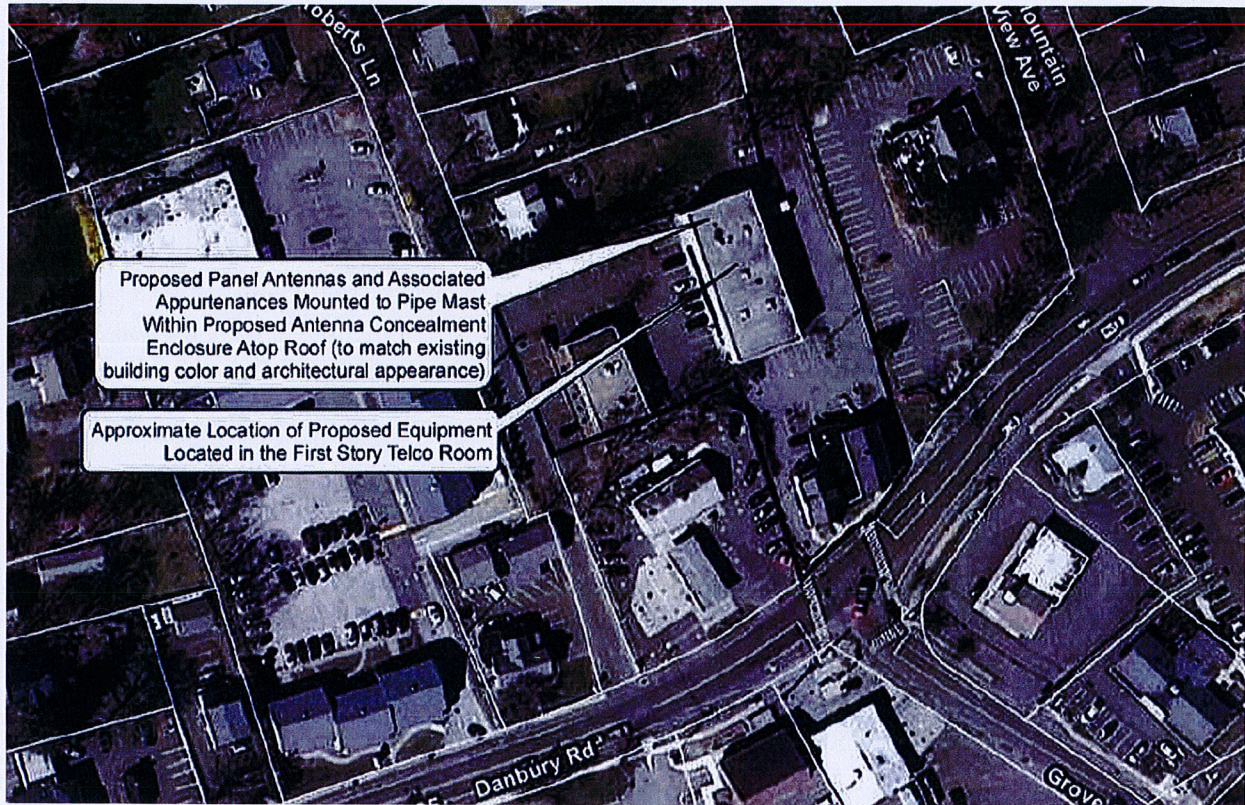 Roberts Ln
Mountain
View Ave
Proposed Panel Antennas and Associated
Appurtenances Mounted to Pipe Mast
Within Proposed Antenna Concealment
Enclosure Atop Roof (to match existing
building color and architectural appearance)
Approximate Location of Proposed Equipment
Located in the First Story Telco Room
Danbury Rd
Grove